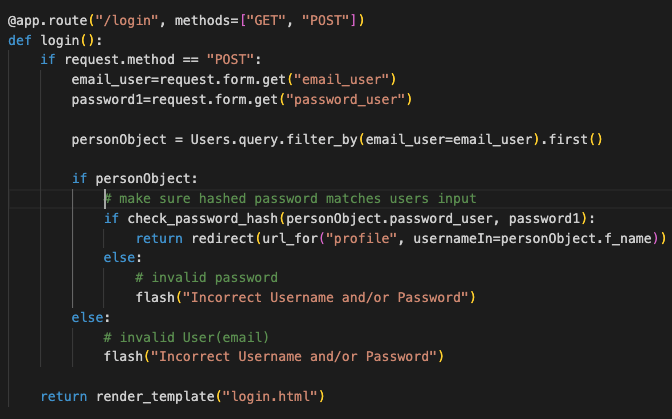 @app.route("/login", methods=["GET", "POST"])
def login():
    if request.method == "POST":
        email_user=request.form.get("email_user")
        password1=request.form.get("password_user")

        personObject = Users.query.filter_by(email_user=email_user).first()

        if personObject:
            # make sure hashed password matches users input
            if check_password_hash(personObject.password_user, password1):
                return redirect(url_for("profile", usernameIn=personObject.f_name))
            else:
                # invalid password
                flash("Incorrect Username and/or Password")
        else:
            # invalid User(email)
            flash("Incorrect Username and/or Password")

    return render_template("login.html")